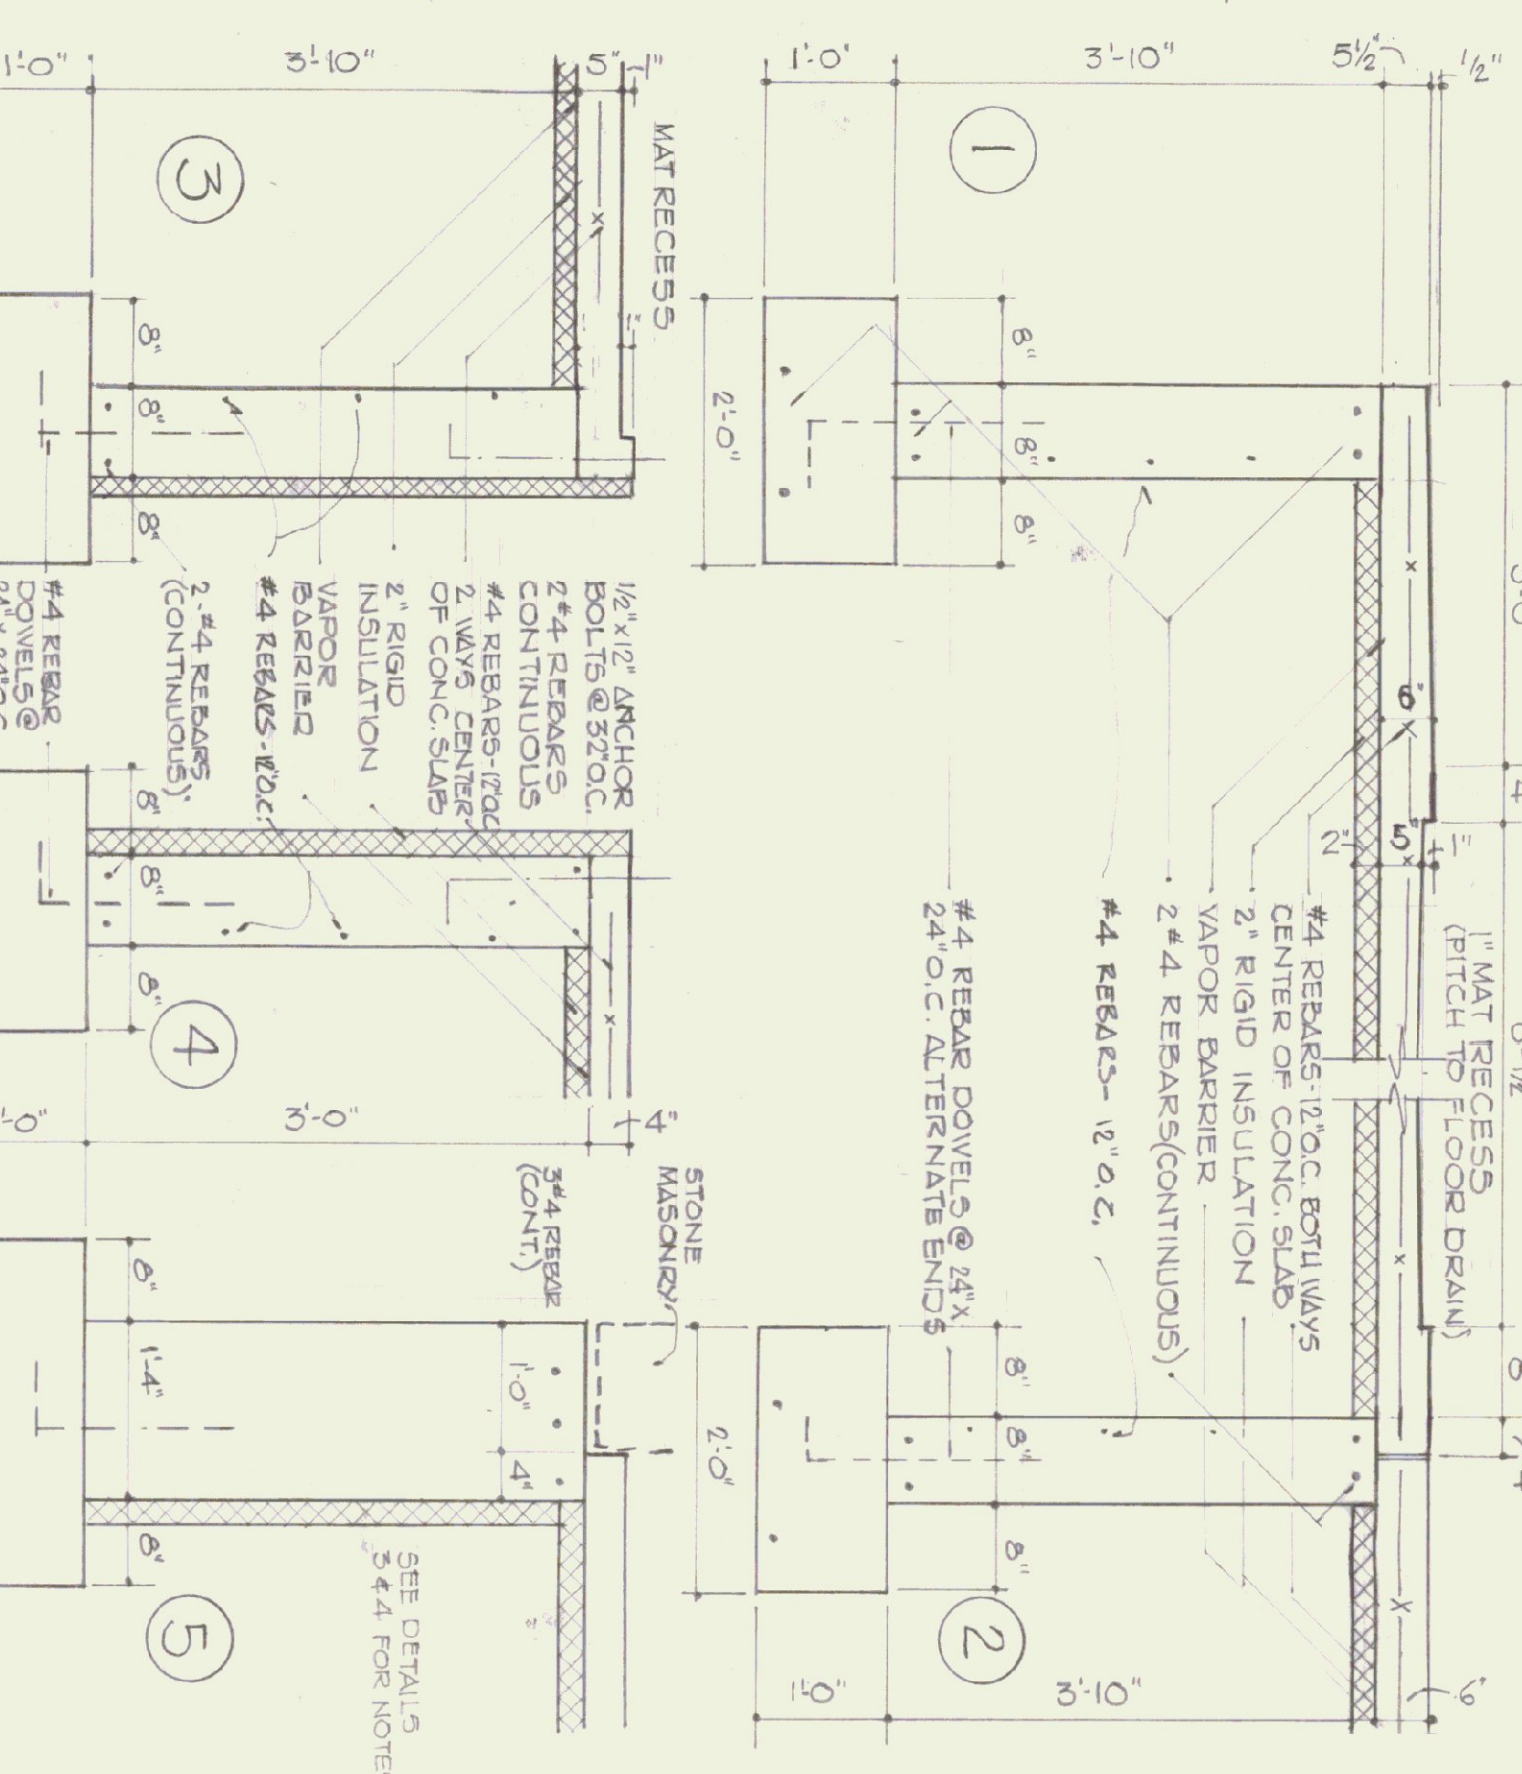 1'-0"
3'-10"
5½"
½"
1
8"
8"
8"
2'-0"
6"
5"
2"
1"
4
8
1" MAT RECESS
(PITCH TO FLOOR DRAIN)
#4 REBARS-12"O.C. BOTH WAYS
CENTER OF CONC. SLAB
2" RIGID INSULATION
VAPOR BARRIER
2#4 REBARS(CONTINUOUS)
#4 REBARS- 12" O.C.
#4 REBAR DOWELS @ 24"X
24"O.C. ALTERNATE ENDS
8"
8"
8"
2'-0"
2
1'-0"
3'-10"
6"
1'-0"
3'-10"
5"
1"
MAT RECESS
3
1"
8"
8"
8"
½"x12" ANCHOR
BOLTS@32"O.C.
2#4 REBARS
CONTINUOUS
#4 REBARS-12"OC
2 WAYS CENTER
OF CONC. SLAB
2" RIGID
INSULATION
VAPOR
BARRIER
#4 REBARS-12"O.C.
2-#4 REBARS
(CONTINUOUS)
#4 REBAR
DOWELS @
8"
8"
8"
4
-0"
3'-0"
4"
STONE
MASONRY
3#4 REBAR
(CONT.)
8"
1'-4"
8"
1'-0"
4"
5
SEE DETAILS
3&4 FOR NOTES